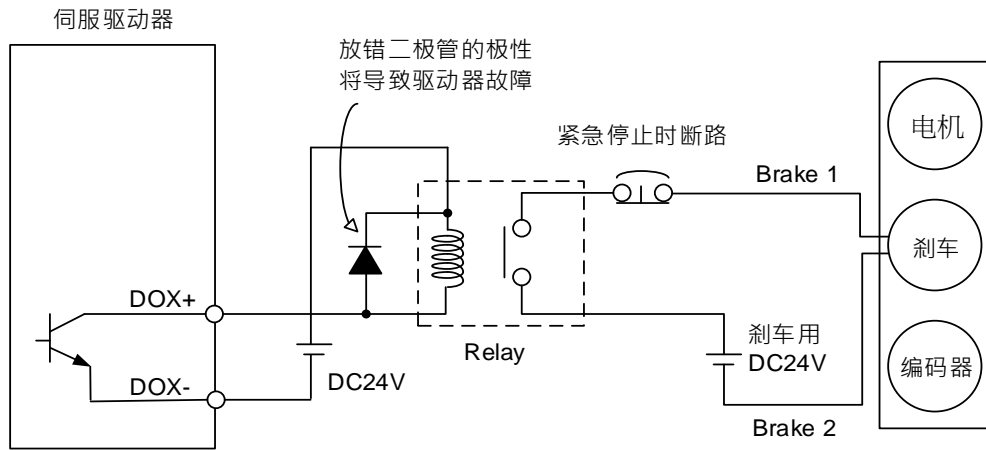 伺服驱动器
放错二极管的极性
将导致驱动器故障
紧急停止时断路
电机
Brake 1
刹车
DOX+
Relay
刹车用
DC24V
DC24V
编码器
DOX-
Brake 2